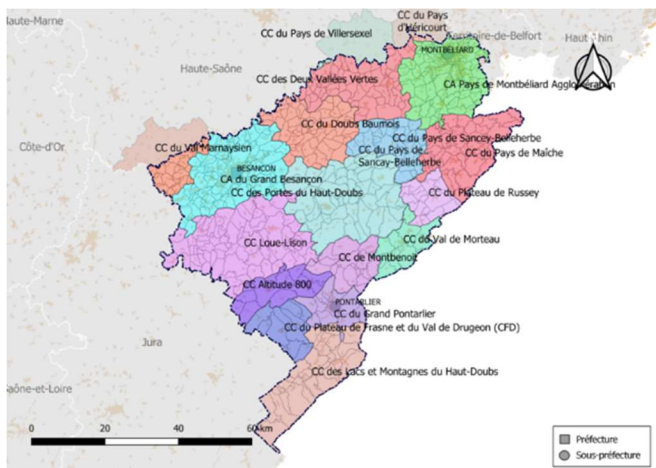 Haute-Marne
CC du Pays
d'Héricourt
CC du Pays de Villersexel
Territoire-de-Belfort
Haut-Rhin
MONTBÉLIARD
Haute-Saône
CC des Deux Vallées Vertes
CA Pays de Montbéliard Agglomération
Côte-d'Or
CC du Doubs Baumois
CC du Pays de Sancey-Belleherbe
CC du Val Marnaysien
CC du Pays de
Sancay-Belleherbe
CC du Pays de Maîche
BESANCON
CA du Grand Besançon
CC des Portes du Haut-Doubs
CC du Plateau de Russey
CC Loue-Lison
CC du Val de Morteau
CC de Montbenoit
CC Altitude 800
PONTARLIER
CC du Grand Pontarlier
CC du Plateau de Frasne et du Val de Drugeon (CFD)
Jura
CC des Lacs et Montagnes du Haut-Doubs
Saône-et-Loire
0 10 20 30 40 50 60 km
Préfecture
Sous-préfecture